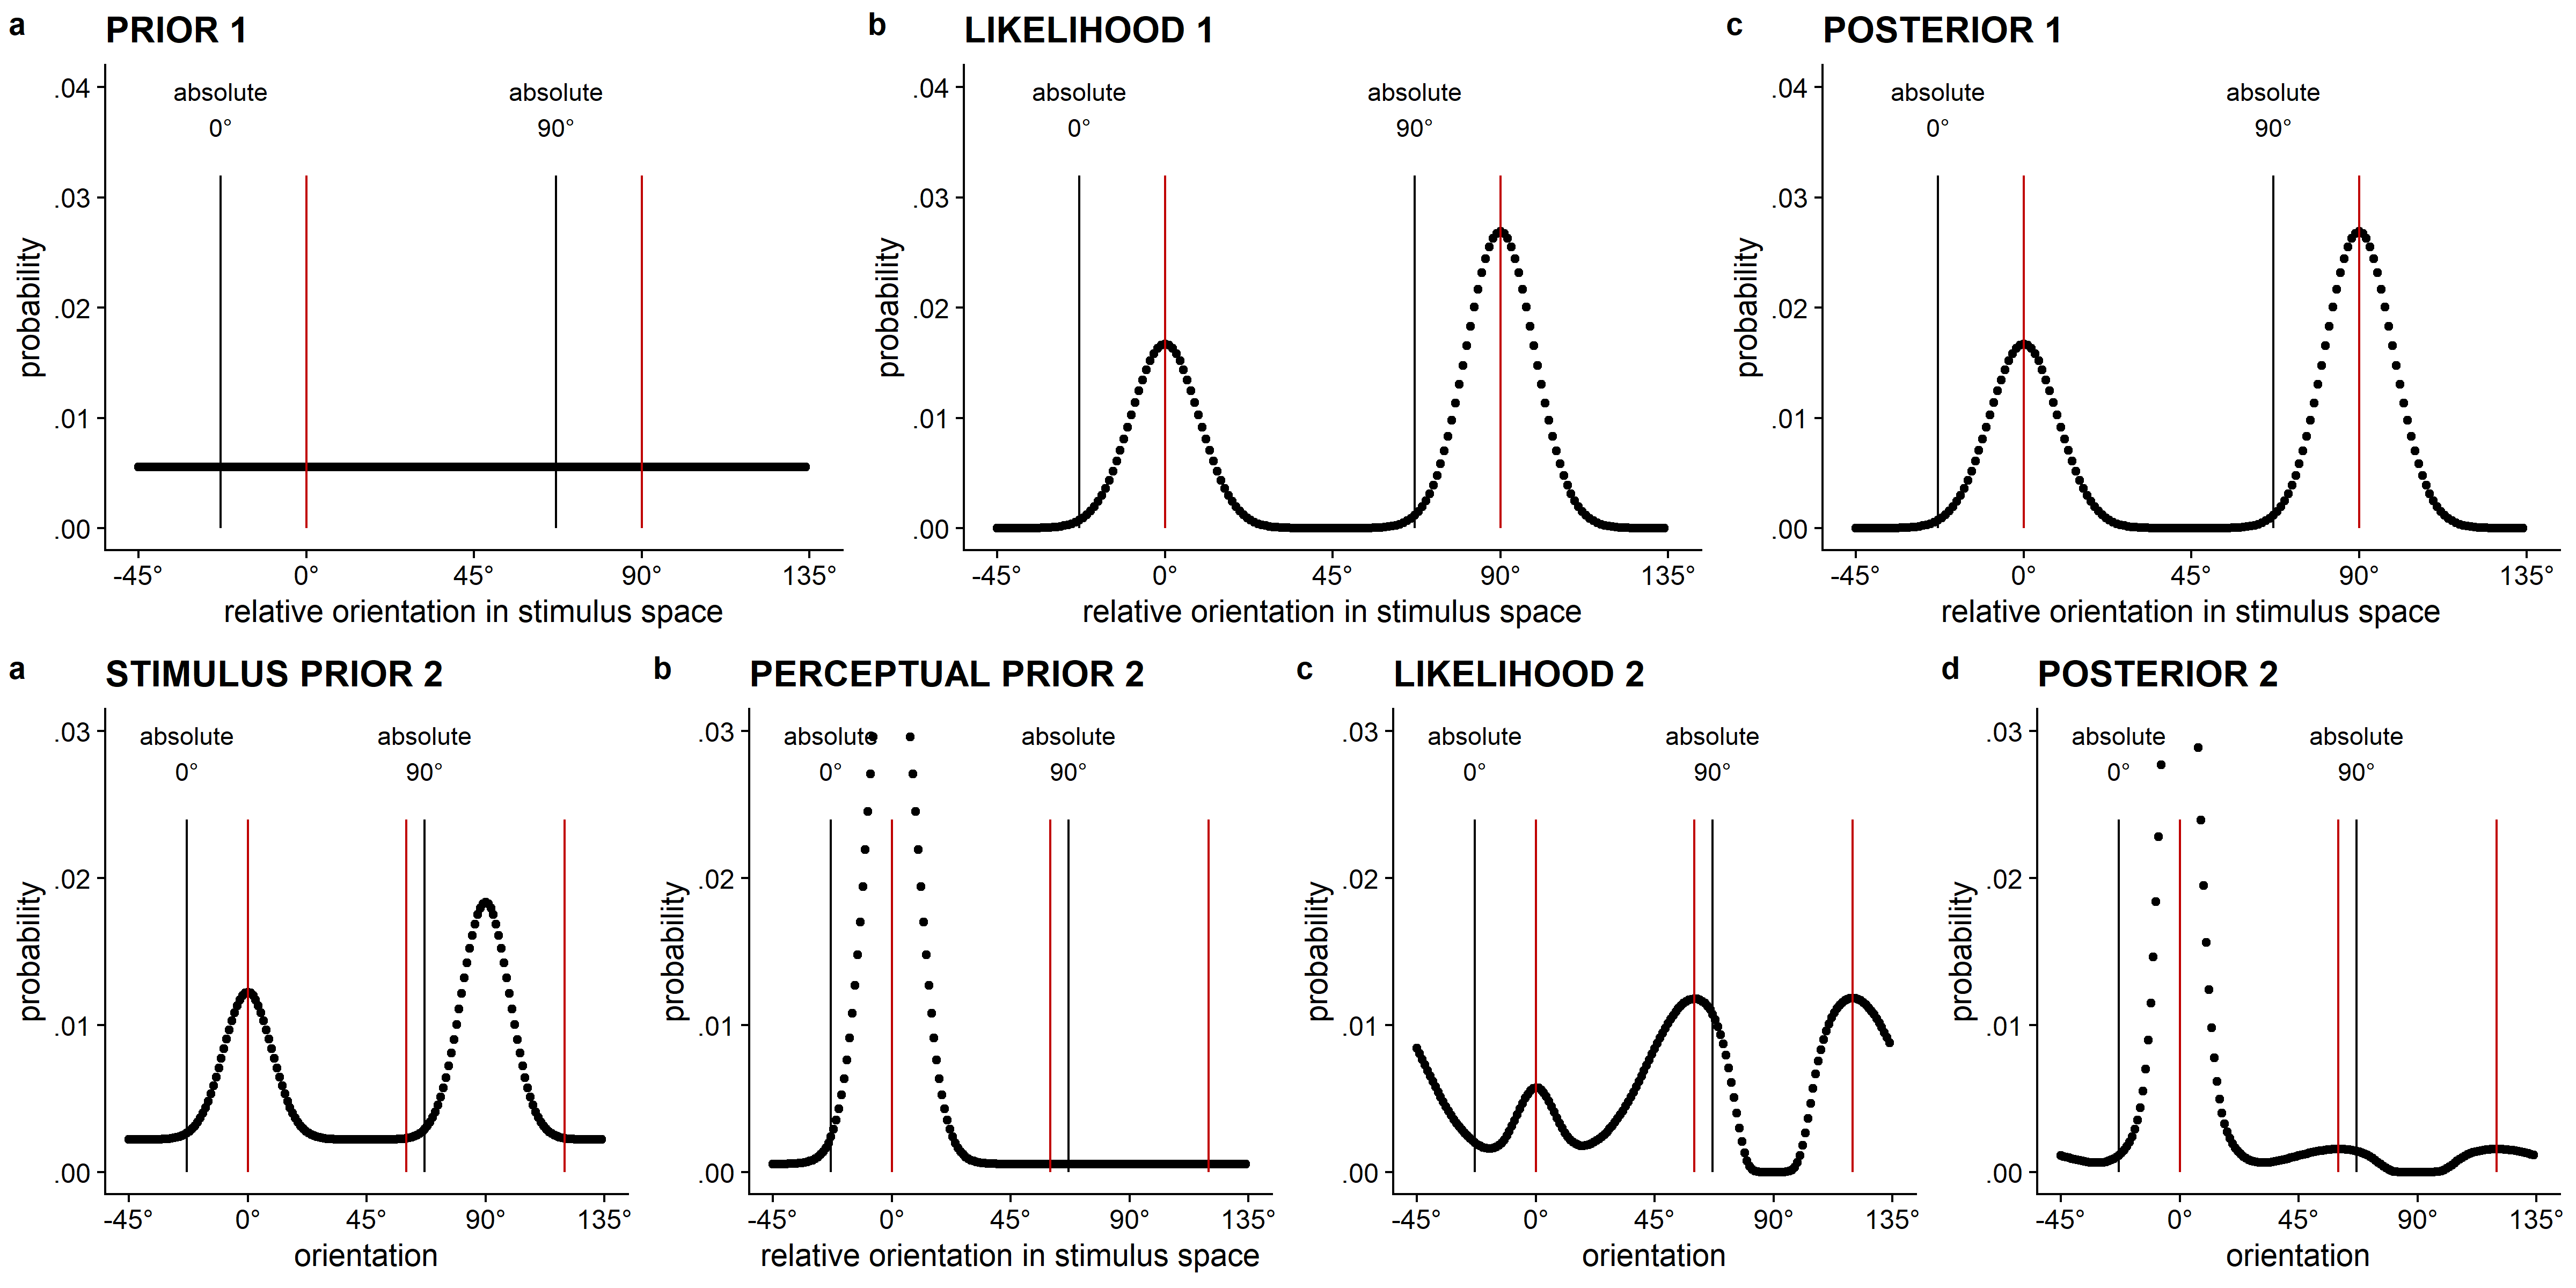 a PRIOR 1
.04
.03
.02
.01
.00
probability
absolute
0°
absolute
90°
-45° 0° 45° 90° 135°
relative orientation in stimulus space
b LIKELIHOOD 1
.04
.03
.02
.01
.00
probability
absolute
0°
absolute
90°
-45° 0° 45° 90° 135°
relative orientation in stimulus space
c POSTERIOR 1
.04
.03
.02
.01
.00
probability
absolute
0°
absolute
90°
-45° 0° 45° 90° 135°
relative orientation in stimulus space
a STIMULUS PRIOR 2
.03
.02
.01
.00
probability
absolute
0°
absolute
90°
-45° 0° 45° 90° 135°
orientation
b PERCEPTUAL PRIOR 2
.03
.02
.01
.00
probability
absolute
0°
absolute
90°
-45° 0° 45° 90° 135°
relative orientation in stimulus space
c LIKELIHOOD 2
.03
.02
.01
.00
probability
absolute
0°
absolute
90°
-45° 0° 45° 90° 135°
orientation
d POSTERIOR 2
.03
.02
.01
.00
probability
absolute
0°
absolute
90°
-45° 0° 45° 90° 135°
orientation